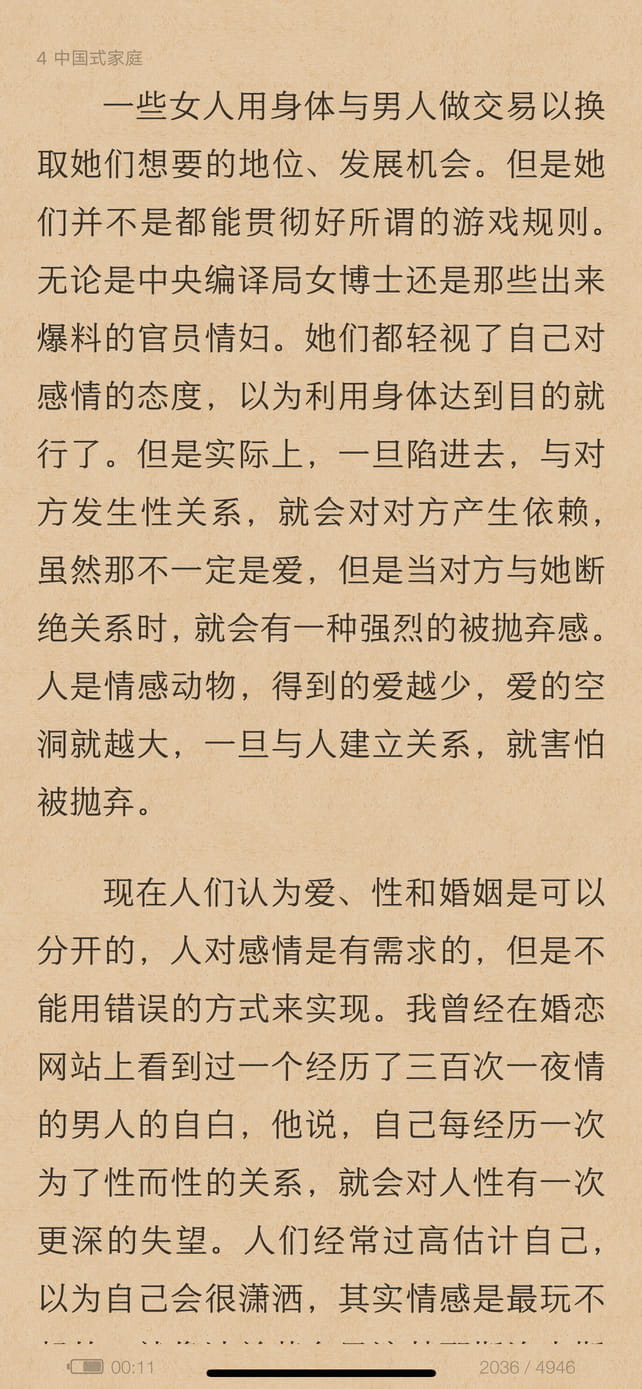 4 中国式家庭
一些女人用身体与男人做交易以换
取她们想要的地位、发展机会。但是她
们并不是都能贯彻好所谓的游戏规则。
无论是中央编译局女博士还是那些出来
爆料的官员情妇。她们都轻视了自己对
感情的态度，以为利用身体达到目的就
行了。但是实际上，一旦陷进去，与对
方发生性关系，就会对对方产生依赖，
虽然那不一定是爱，但是当对方与她断
绝关系时，就会有一种强烈的被抛弃感。
人是情感动物，得到的爱越少，爱的空
洞就越大，一旦与人建立关系，就害怕
被抛弃。
现在人们认为爱、性和婚姻是可以
分开的，人对感情是有需求的，但是不
能用错误的方式来实现。我曾经在婚恋
网站上看到过一个经历了三百次一夜情
的男人的自白，他说，自己每经历一次
为了性而性的关系，就会对人性有一次
更深的失望。人们经常过高估计自己，
以为自己会很潇洒，其实情感是最玩不
00:11
2036 / 4946